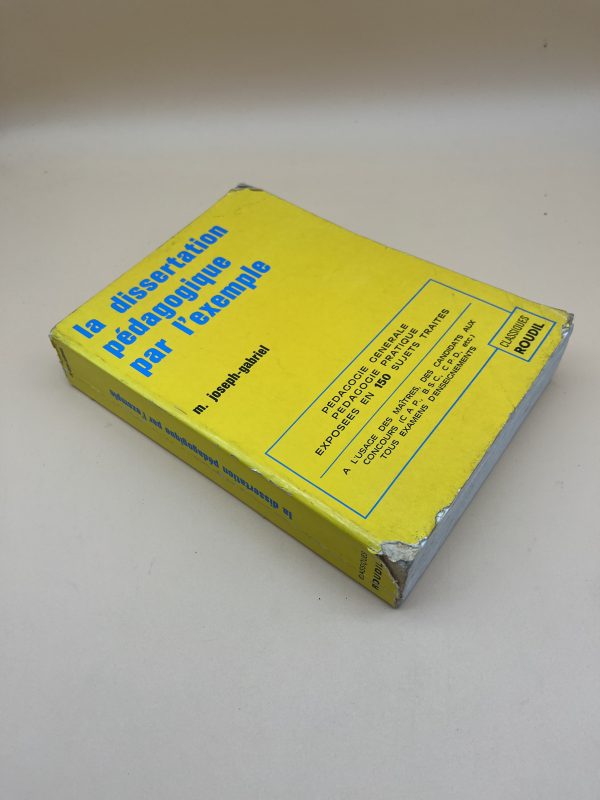 la dissertation
pédagogique
par l'exemple
m. joseph-gabriel
PÉDAGOGIE GÉNÉRALE
PÉDAGOGIE PRATIQUE
EXPOSÉES EN 150 SUJETS TRAITÉS
A L'USAGE DES MAÎTRES, DES CANDIDATS AUX
CONCOURS (C A P, B.S.C., C P D, etc)
TOUS EXAMENS D'ENSEIGNEMENTS
CLASSIQUES
ROUDIL
la dissertation pédagogique par l'exemple
CLASSIQUES
ROUDIL